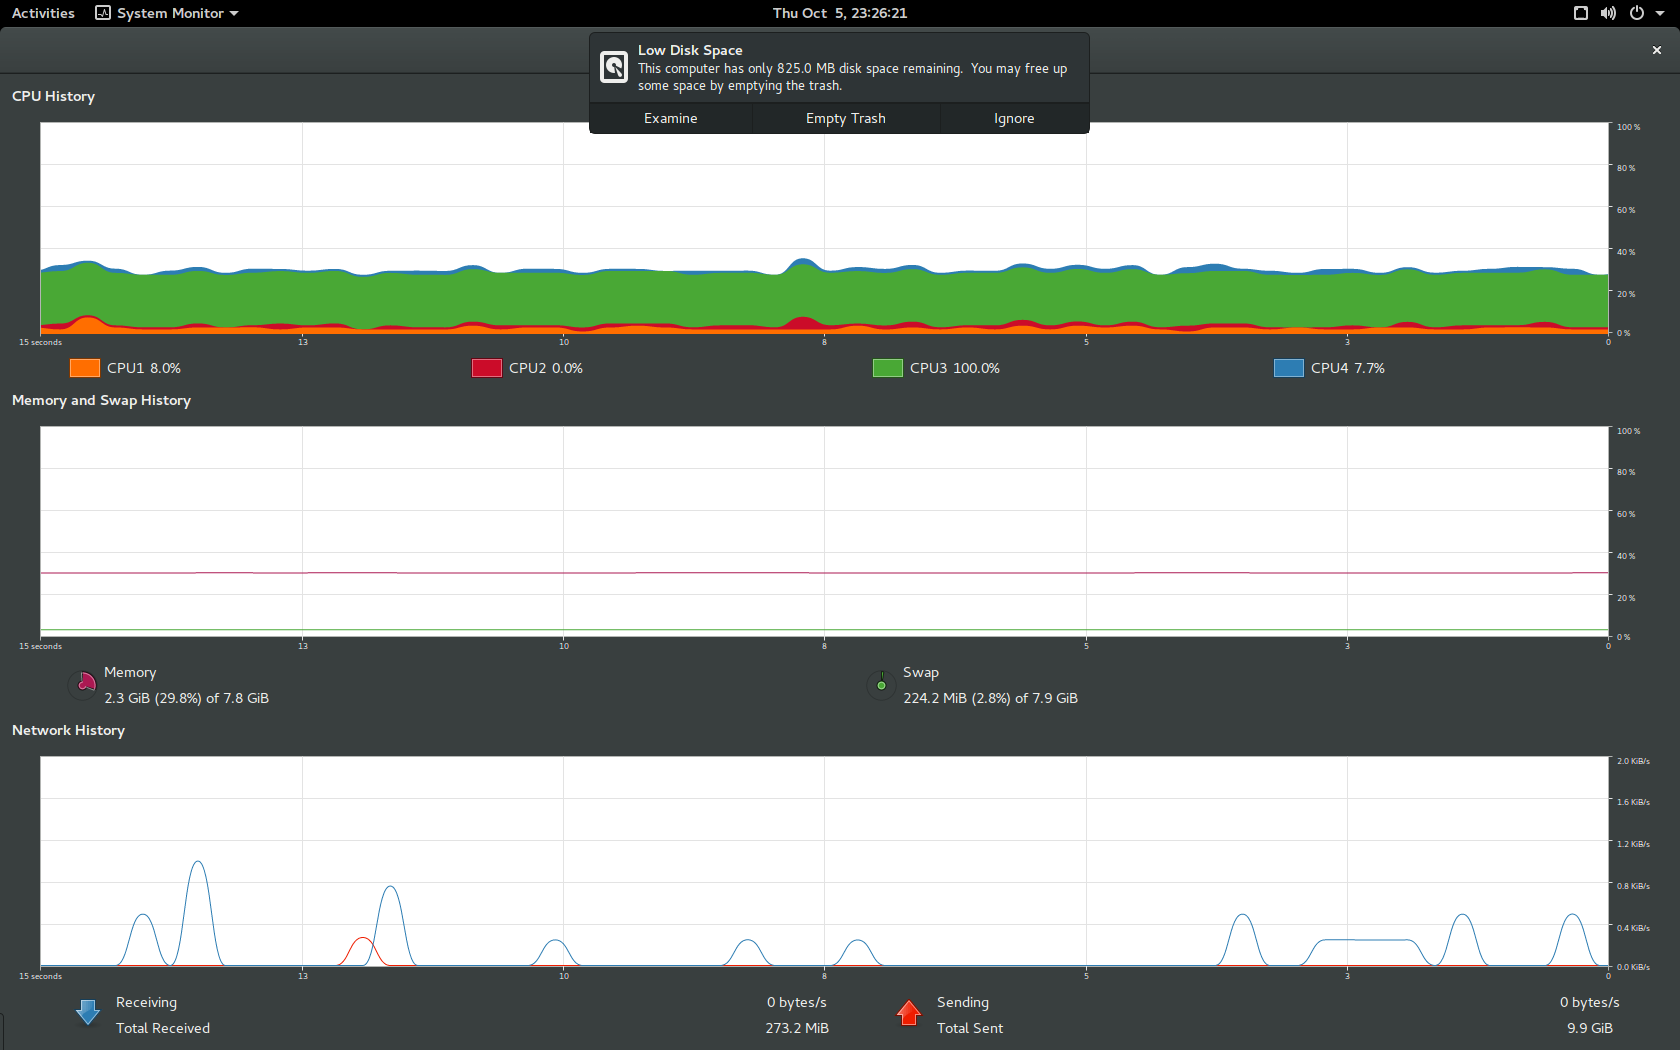 Activities System Monitor Thu Oct 5, 23:26:21
Low Disk Space
This computer has only 825.0 MB disk space remaining. You may free up
some space by emptying the trash.
Examine Empty Trash Ignore
CPU History
100 %
80 %
60 %
40 %
20 %
0 %
15 seconds 13 10 8 5 3 0
CPU1 8.0% CPU2 0.0% CPU3 100.0% CPU4 7.7%
Memory and Swap History
100 %
80 %
60 %
40 %
20 %
0 %
15 seconds 13 10 8 5 3 0
Memory Swap
2.3 GiB (29.8%) of 7.8 GiB 224.2 MiB (2.8%) of 7.9 GiB
Network History
2.0 KiB/s
1.6 KiB/s
1.2 KiB/s
0.8 KiB/s
0.4 KiB/s
0.0 KiB/s
15 seconds 13 10 8 5 3 0
Receiving 0 bytes/s Sending 0 bytes/s
Total Received 273.2 MiB Total Sent 9.9 GiB